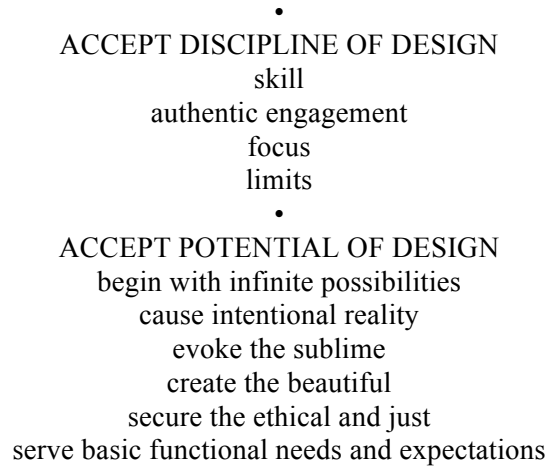 •
ACCEPT DISCIPLINE OF DESIGN
skill
authentic engagement
focus
limits
•
ACCEPT POTENTIAL OF DESIGN
begin with infinite possibilities
cause intentional reality
evoke the sublime
create the beautiful
secure the ethical and just
serve basic functional needs and expectations